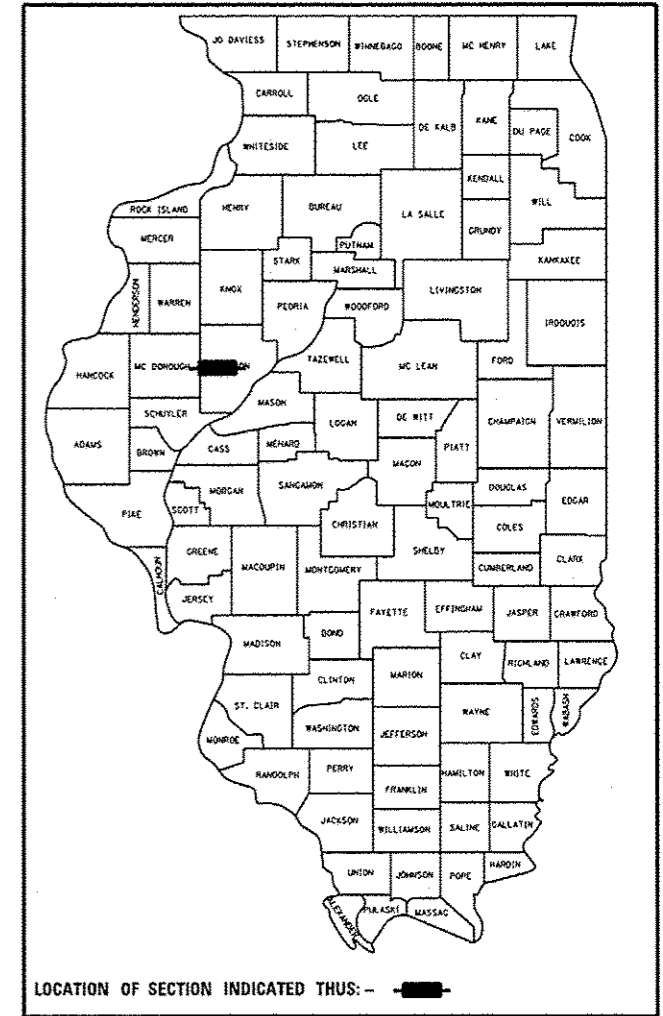 JO DAVIESS STEPHENSON WINNEBAGO BOONE MC HENRY LAKE
CARROLL OGLE DE KALB KANE DU PAGE COOK
WHITESIDE LEE KENDALL WILL
ROCK ISLAND HENRY BUREAU LA SALLE GRUNDY
MERCER PUTNAM KANKAKEE
STARK MARSHALL
HENDERSON WARREN KNOX PEORIA WOODFORD LIVINGSTON IROQUOIS
HANCOCK MC DONOUGH ON TAZEWELL MC LEAN FORD
SCHUYLER MASON LOGAN DE WITT CHAMPAIGN VERMILION
ADAMS BROWN CASS MENARD MACON PIATT
PIKE SCOTT MORGAN SANGAMON CHRISTIAN MOULTRIE DOUGLAS EDGAR
COLES
CALHOUN GREENE MACOUPIN MONTGOMERY SHELBY CUMBERLAND CLARK
JERSEY FAYETTE EFFINGHAM JASPER CRAWFORD
MADISON BOND CLAY RICHLAND LAWRENCE
CLINTON MARION
ST. CLAIR WASHINGTON JEFFERSON WAYNE EDWARDS WABASH
MONROE
RANDOLPH PERRY FRANKLIN HAMILTON WHITE
JACKSON WILLIAMSON SALINE GALLATIN
UNION JOHNSON POPE HARDIN
ALEXANDER PULASKI MASSAC
LOCATION OF SECTION INDICATED THUS:-